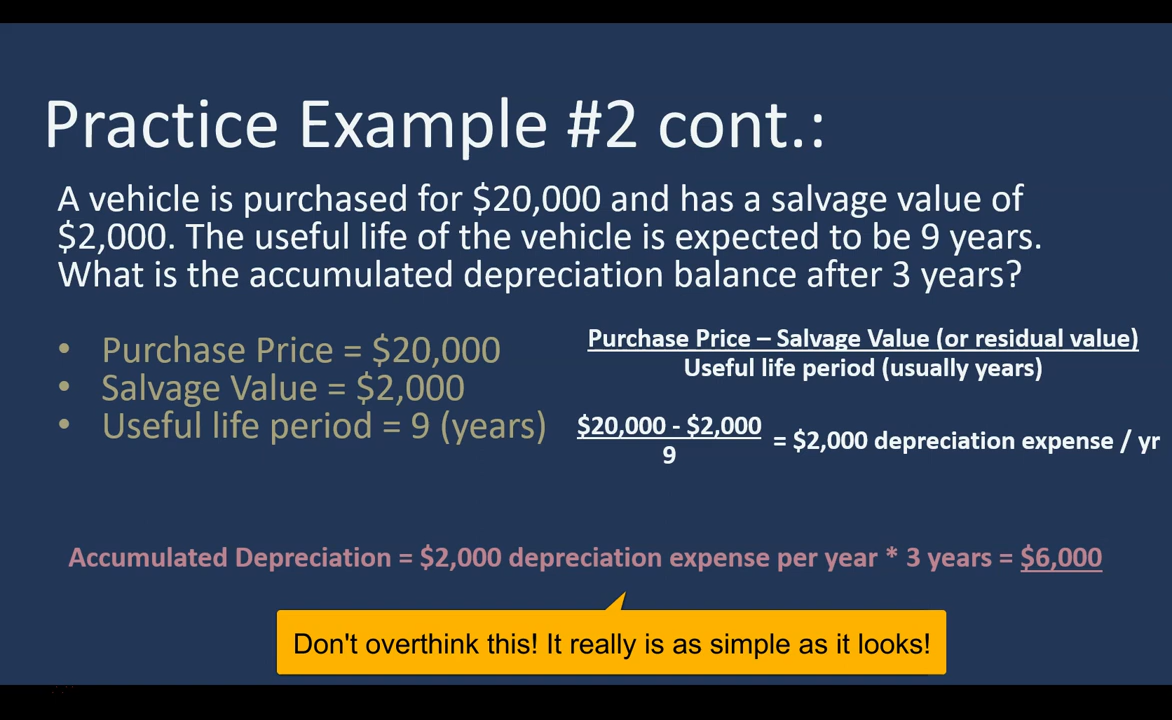 Practice Example #2 cont.:
A vehicle is purchased for $20,000 and has a salvage value of
$2,000. The useful life of the vehicle is expected to be 9 years.
What is the accumulated depreciation balance after 3 years?
• Purchase Price = $20,000
• Salvage Value = $2,000
• Useful life period = 9 (years)
Purchase Price – Salvage Value (or residual value)
Useful life period (usually years)
$20,000 - $2,000
9
= $2,000 depreciation expense / yr
Accumulated Depreciation = $2,000 depreciation expense per year * 3 years = $6,000
Don't overthink this! It really is as simple as it looks!